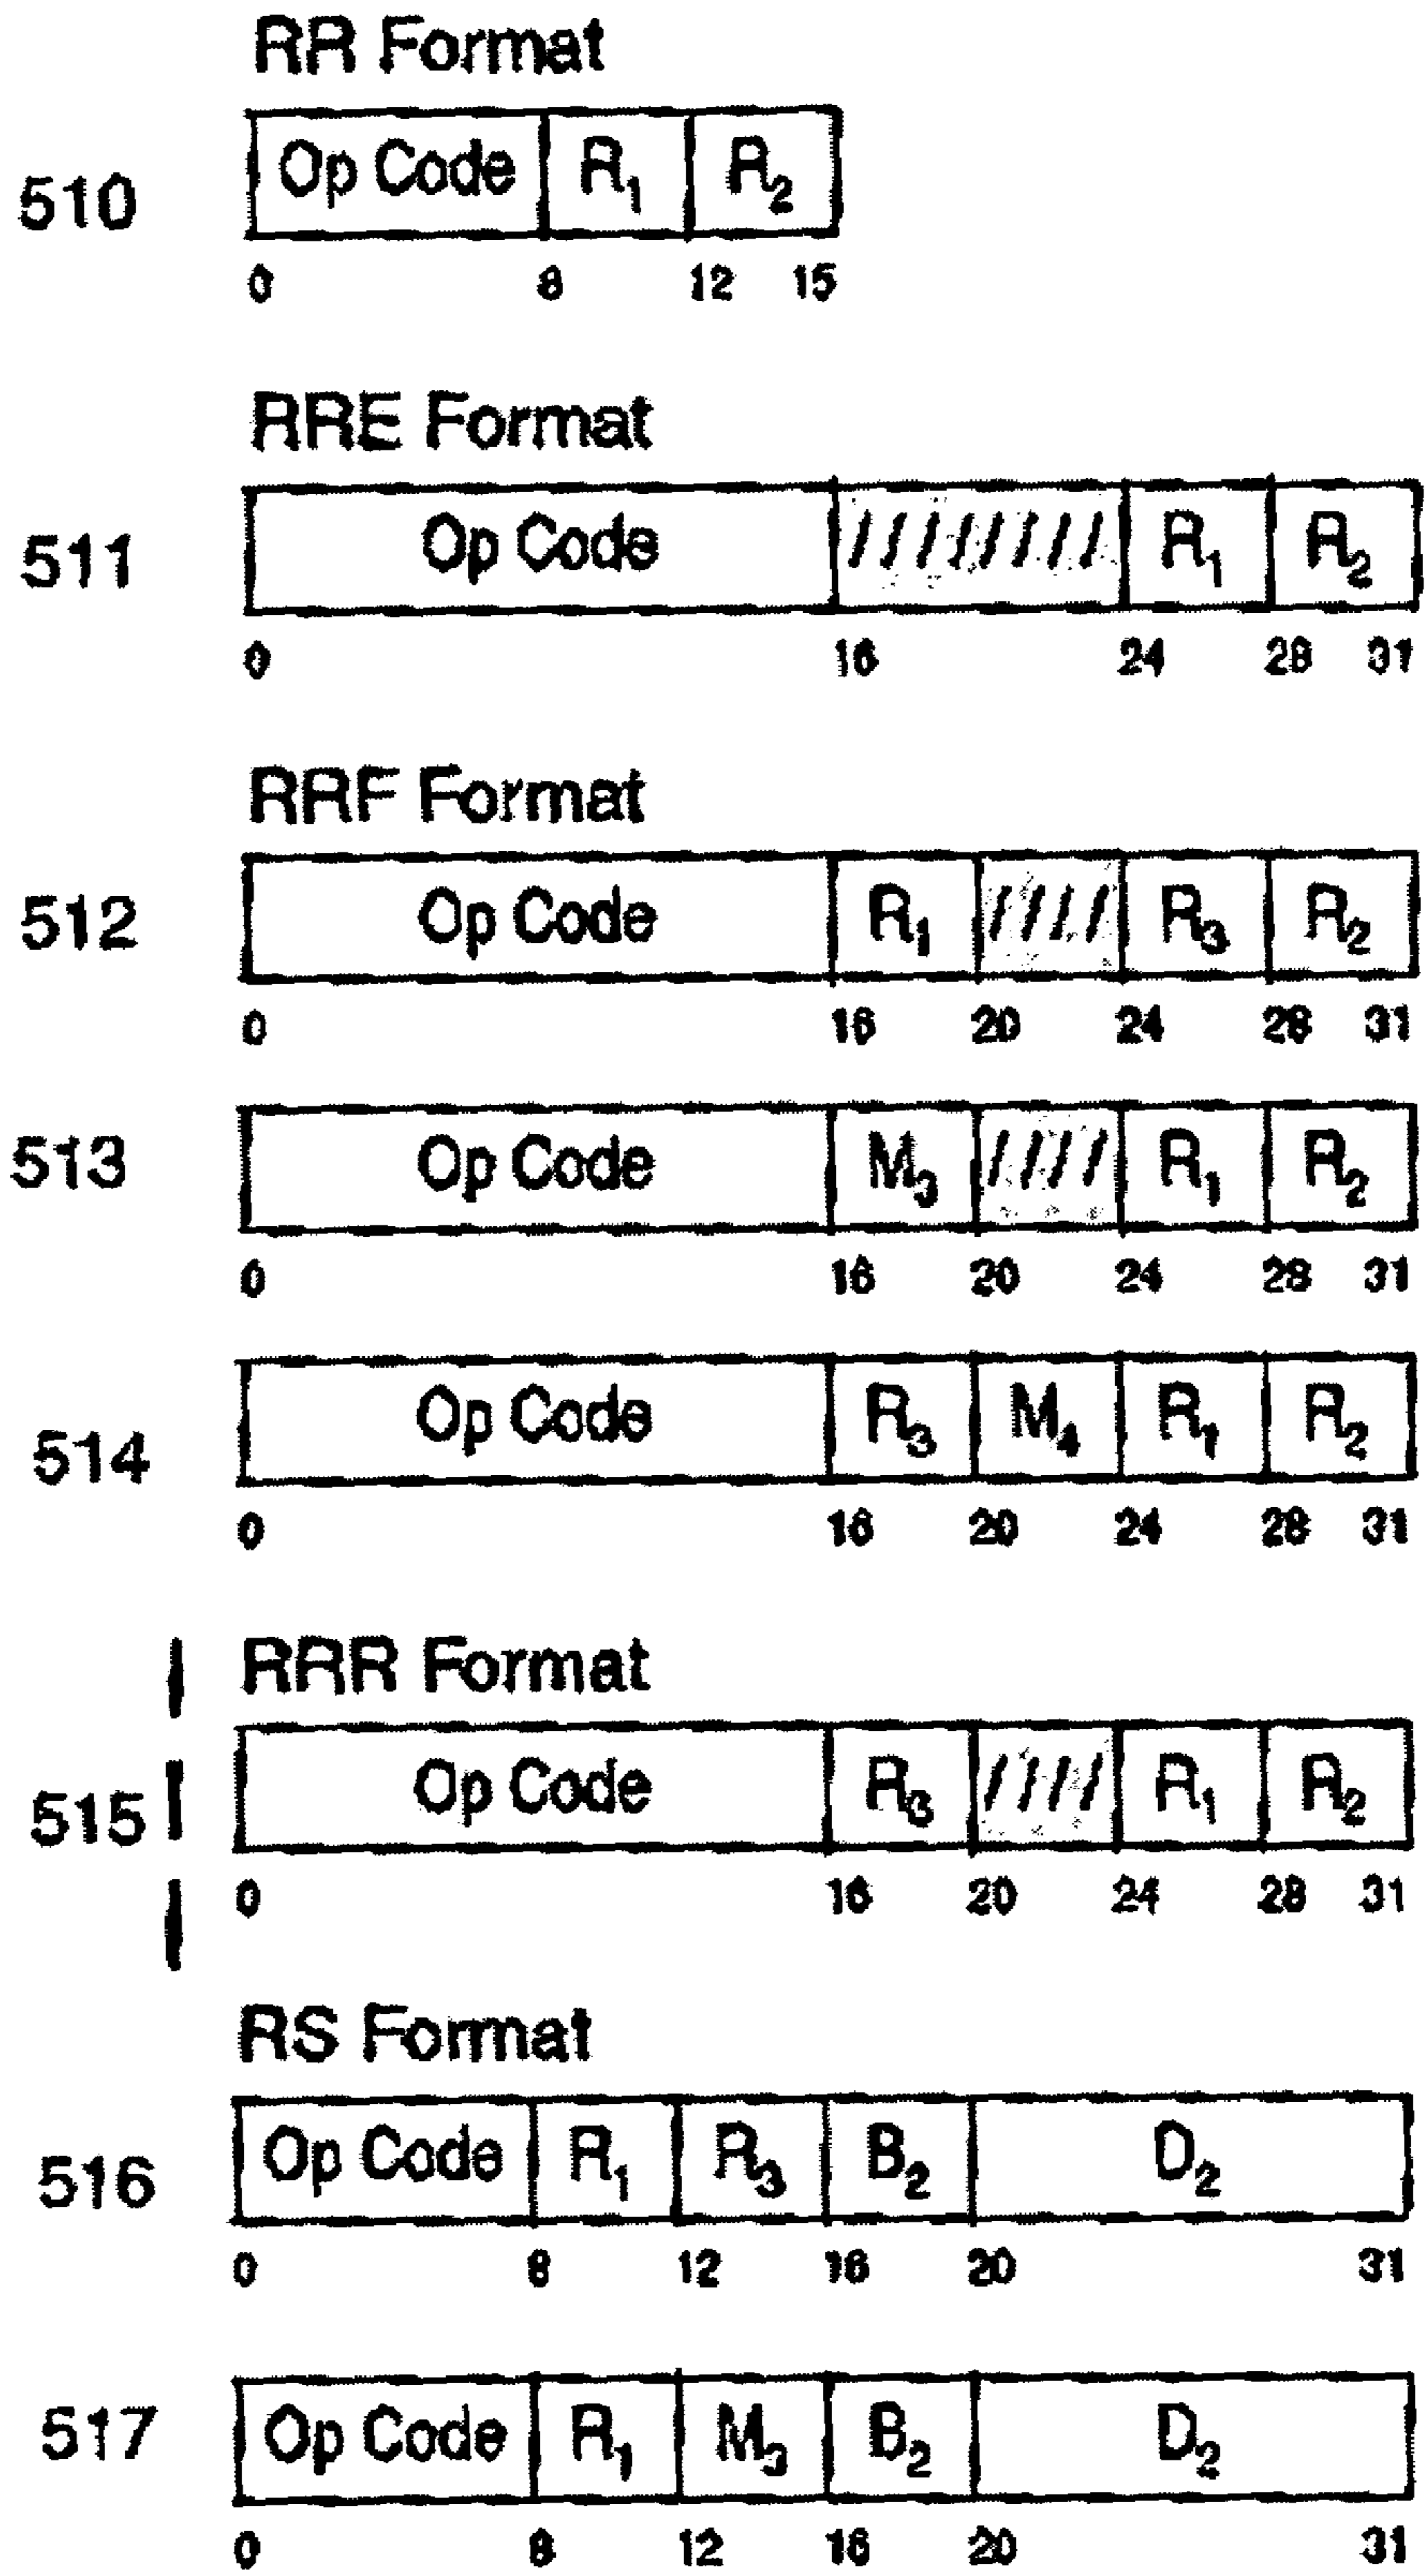 RR Format
510 Op Code R₁ R₂
0 8 12 15
RRE Format
511 Op Code //////// R₁ R₂
0 16 24 28 31
RRF Format
512 Op Code R₁ //// R₃ R₂
0 16 20 24 28 31
513 Op Code M₃ //// R₁ R₂
0 16 20 24 28 31
514 Op Code R₃ M₄ R₁ R₂
0 16 20 24 28 31
RRR Format
515 Op Code R₃ //// R₁ R₂
0 16 20 24 28 31
RS Format
516 Op Code R₁ R₃ B₂ D₂
0 8 12 16 20 31
517 Op Code R₁ M₃ B₂ D₂
0 8 12 16 20 31